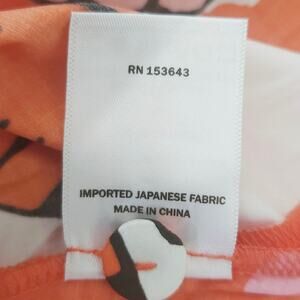 RN 153643
IMPORTED JAPANESE FABRIC
MADE IN CHINA